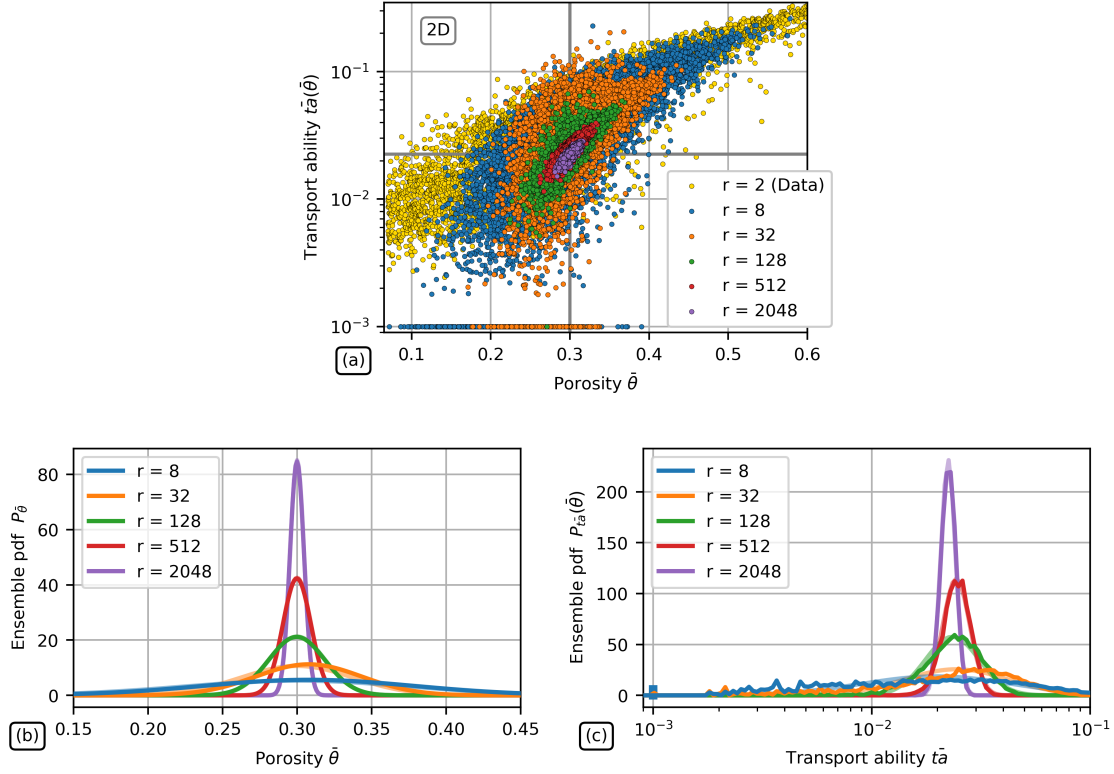 2D
Transport ability t̄a(θ̄)
10⁻¹
10⁻²
10⁻³
r = 2 (Data)
r = 8
r = 32
r = 128
r = 512
r = 2048
0.1 0.2 0.3 0.4 0.5 0.6
(a)
Porosity θ̄
Ensemble pdf P_θ̄
80
60
40
20
0
r = 8
r = 32
r = 128
r = 512
r = 2048
0.15 0.20 0.25 0.30 0.35 0.40 0.45
(b)
Porosity θ̄
Ensemble pdf P_t̄a(θ̄)
200
150
100
50
0
r = 8
r = 32
r = 128
r = 512
r = 2048
10⁻³ 10⁻² 10⁻¹
(c)
Transport ability t̄a